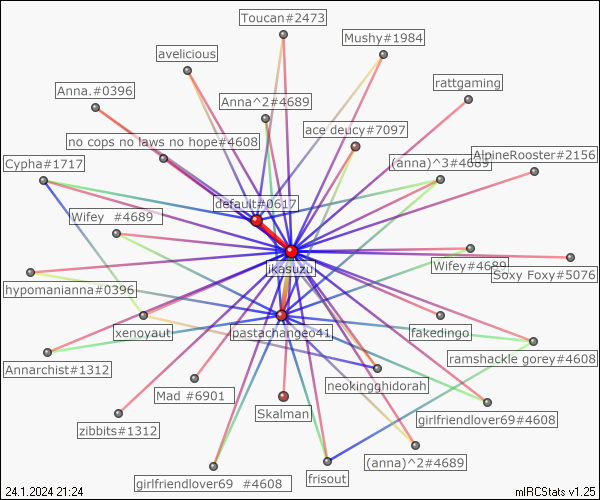 Toucan#2473
Mushy#1984
avelicious
rattgaming
Anna.#0396
Anna^2#4689
ace deucy#7097
no cops no laws no hope#4608
AlpineRooster#2156
Cypha#1717
(anna)^3#4689
default#0617
Wifey #4689
ikasuzu
Wifey#4689
Soxy Foxy#5076
hypomanianna#0396
xenoyaut
pastachangeo41
fakedingo
ramshackle gorey#4608
Annarchist#1312
neokingghidorah
Mad #6901
Skalman
girlfriendlover69#4608
zibbits#1312
(anna)^2#4689
girlfriendlover69 #4608
frisout
24.1.2024 21:24
mIRCStats v1.25